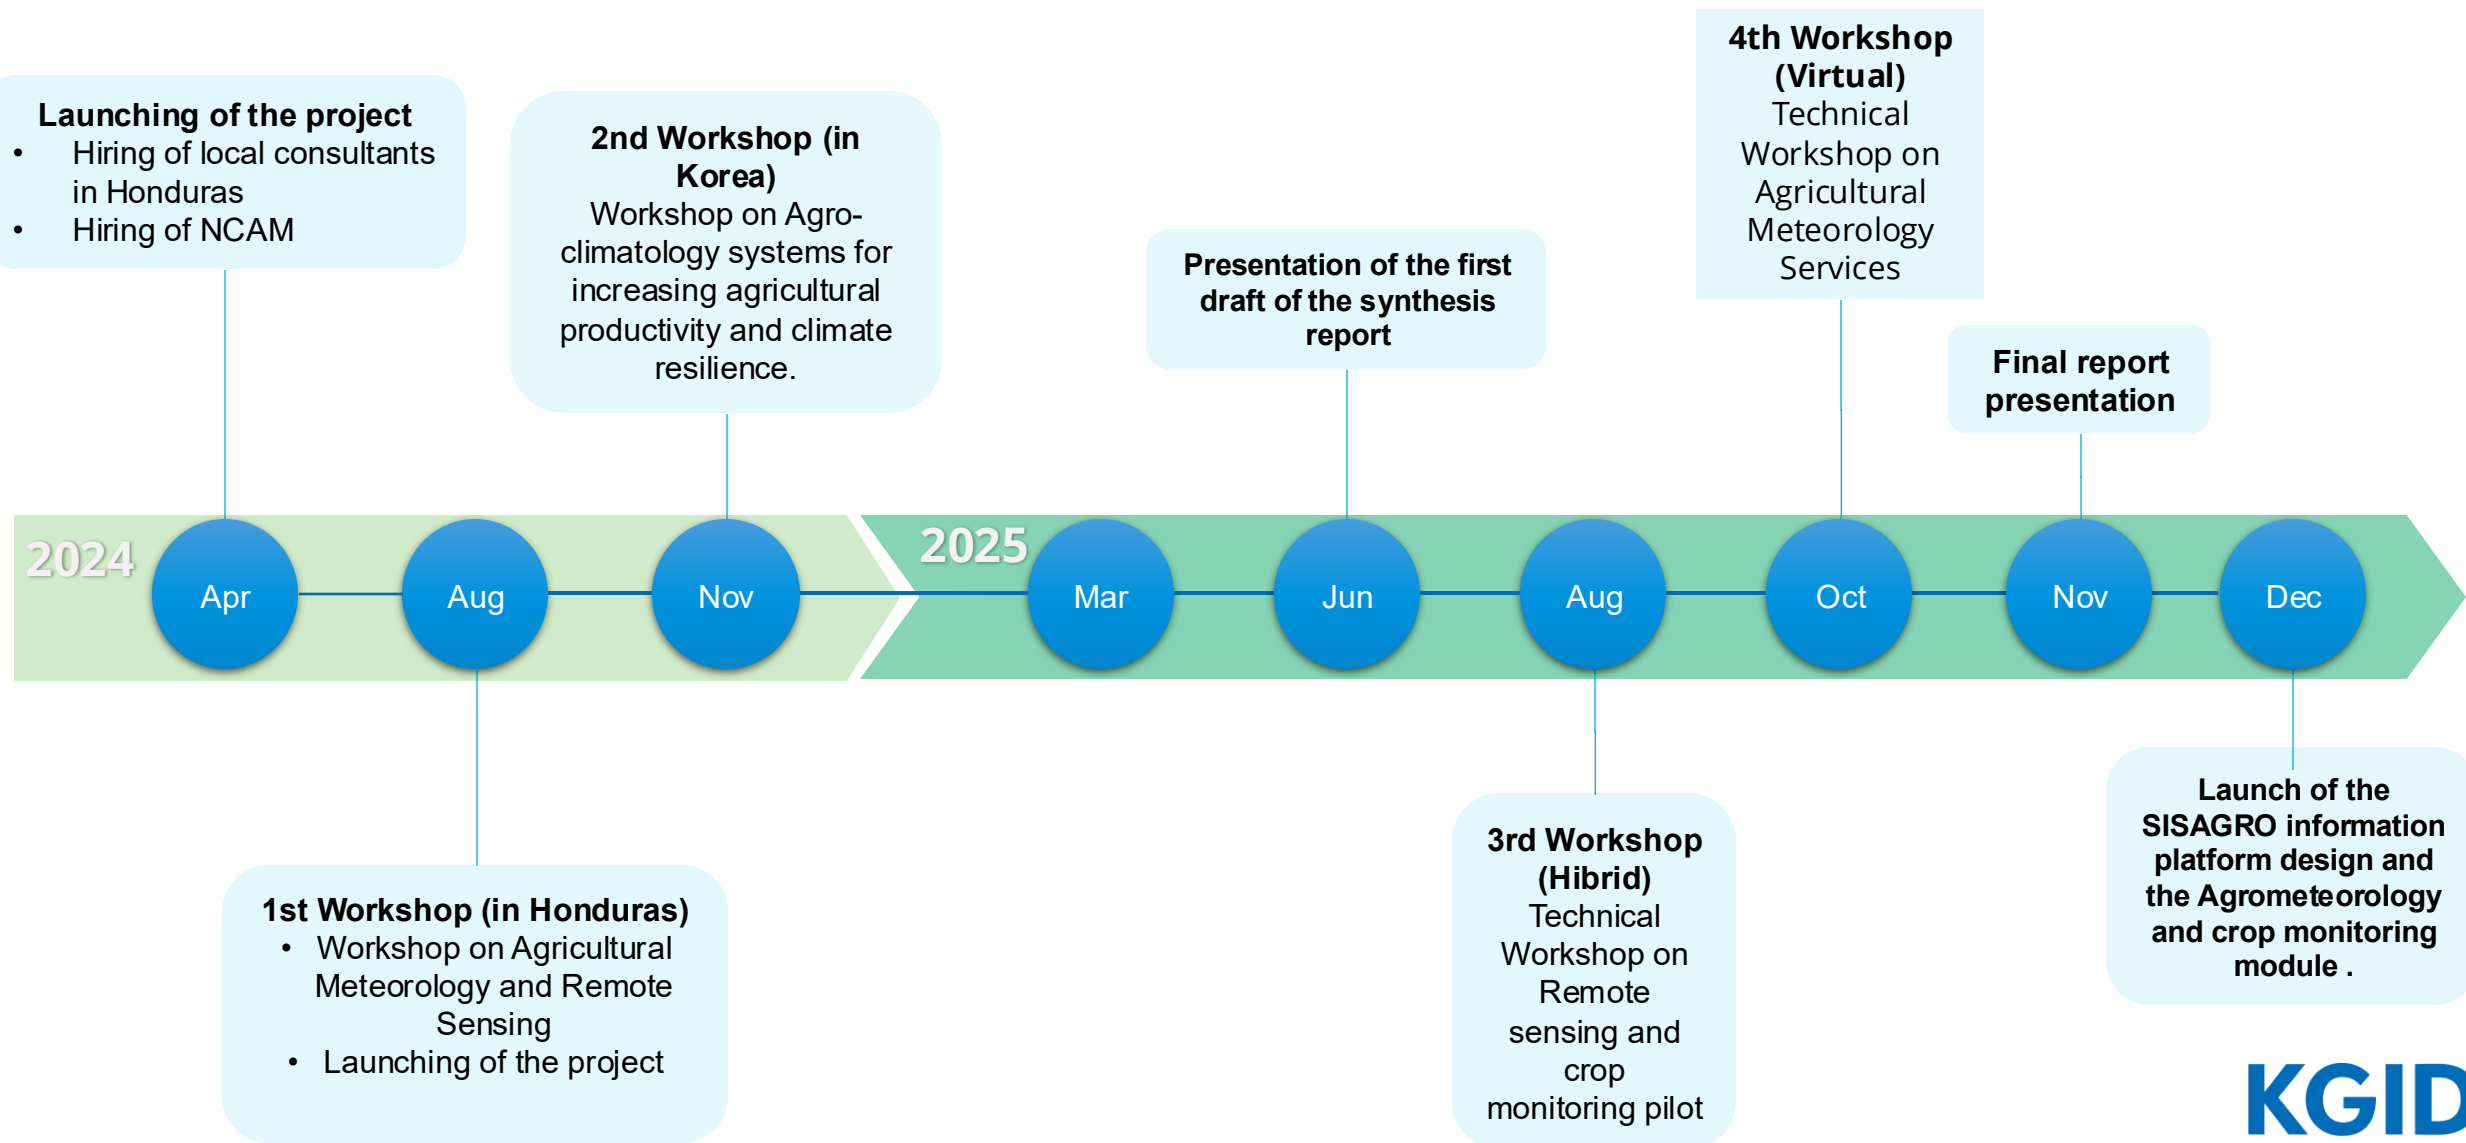 Launching of the project
• Hiring of local consultants
in Honduras
• Hiring of NCAM
2nd Workshop (in
Korea)
Workshop on Agro-
climatology systems for
increasing agricultural
productivity and climate
resilience.
Presentation of the first
draft of the synthesis
report
4th Workshop
(Virtual)
Technical
Workshop on
Agricultural
Meteorology
Services
Final report
presentation
2024
Apr
Aug
Nov
2025
Mar
Jun
Aug
Oct
Nov
Dec
1st Workshop (in Honduras)
• Workshop on Agricultural
Meteorology and Remote
Sensing
• Launching of the project
3rd Workshop
(Hibrid)
Technical
Workshop on
Remote
sensing and
crop
monitoring pilot
Launch of the
SISAGRO information
platform design and
the Agrometeorology
and crop monitoring
module .
KGID